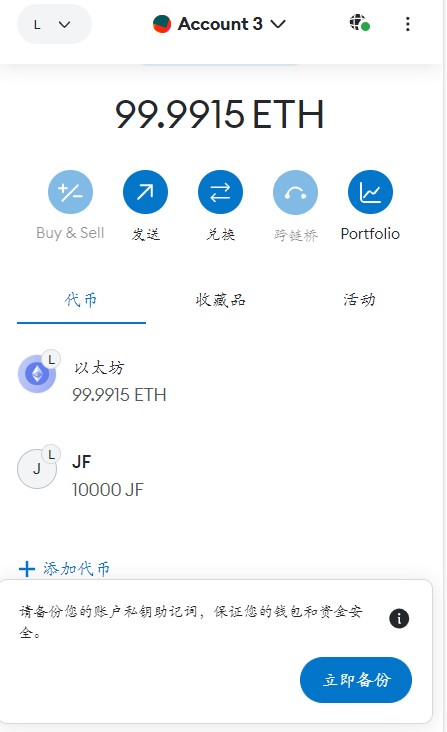 L
Account 3
99.9915 ETH
Buy & Sell
发送
兑换
跨链桥
Portfolio
代币
收藏品
活动
L
以太坊
99.9915 ETH
L
J
JF
10000 JF
+ 添加代币
请备份您的账户私钥助记词，保证您的钱包和资金安
全。
i
立即备份